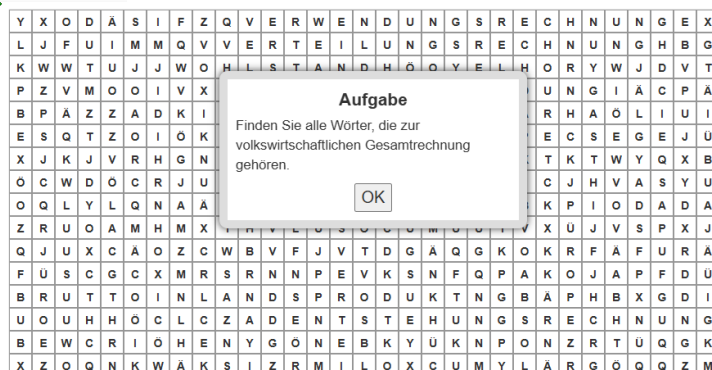 Y X O D Ä S I F Z Q V E R W E N D U N G S R E C H N U N G E X
L J F U I M M Q V V E R T E I L U N G S R E C H N U N G H B G
K W W T U J J W O H L S T A N D H Y E L H O R Y W J D V T
P Z V M O O I V X U N G I Ä C P Ä
B P Ä Z Z A D K I R H A Ö L I U I
E S Q T Z O I Ö K E C S E G E J Ü
X J K J V R H G N T K T W Y Q X B
Ö C W D Ö C R J U C J H V A S Y U
O Q L Y L Q N A Ä K P I O D A D A
Z R U O A M H M X V X Ü J V S P X J
Q J U X C Ä O Z C W B V F J V T D G Ä Q G K O K R F Ä F U R Ä
F Ü S C G C X M R S R N N P E V K S N F Q P A K O J A P F D Ü
B R U T T O I N L A N D S P R O D U K T N G B Ä P H B X G D I
U O U H H Ö C L C Z A D E N T S T E H U N G S R E C H N U N G
B E W C R I Ö H E N Y G Ö N E B K Y Ü K N P O N Z R T Ü Q G K
X Z O Q N K W Ä K S I Z R M I L O X C U M Y L Ä R G Ö Q Q Z M
Aufgabe
Finden Sie alle Wörter, die zur
volkswirtschaftlichen Gesamtrechnung
gehören.
OK